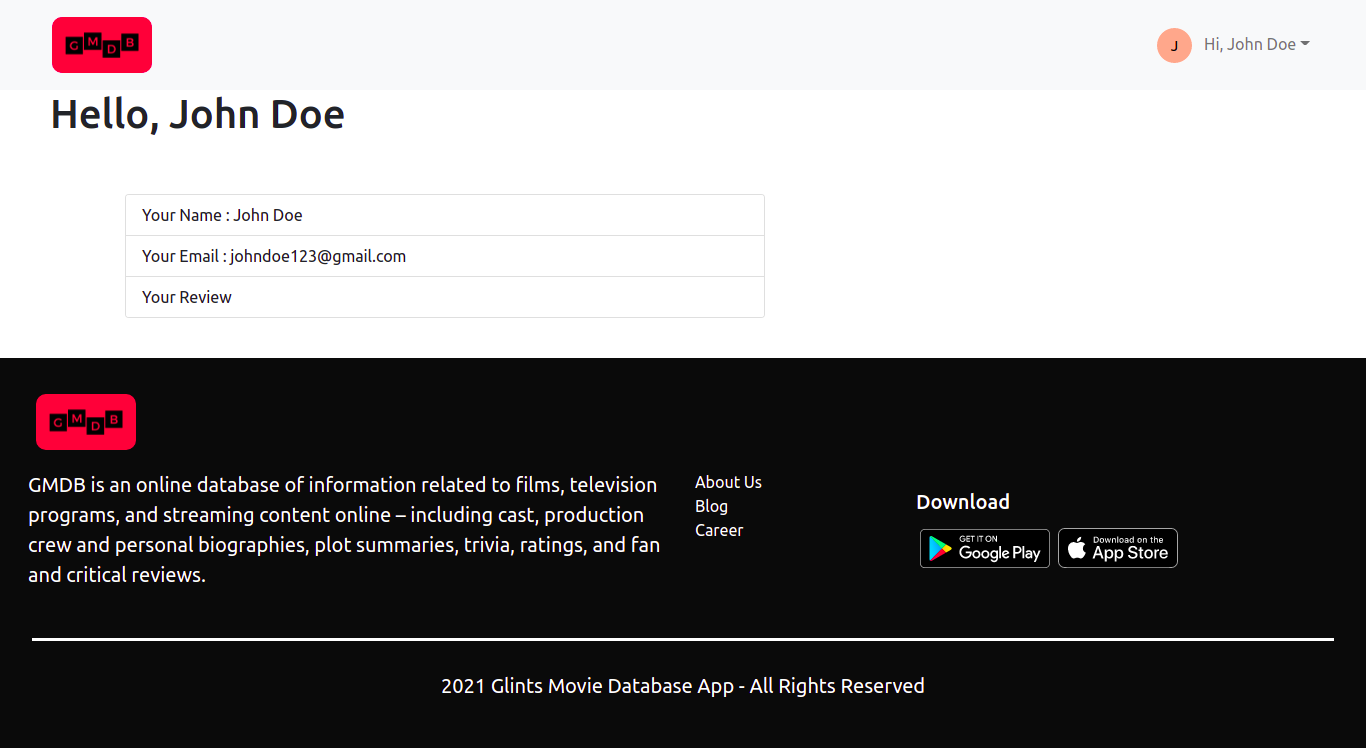 GMDB
J Hi, John Doe
Hello, John Doe
Your Name : John Doe
Your Email : johndoe123@gmail.com
Your Review
GMDB
GMDB is an online database of information related to films, television
programs, and streaming content online – including cast, production
crew and personal biographies, plot summaries, trivia, ratings, and fan
and critical reviews.
About Us
Blog
Career
Download
GET IT ON
Google Play
Download on the
App Store
2021 Glints Movie Database App - All Rights Reserved